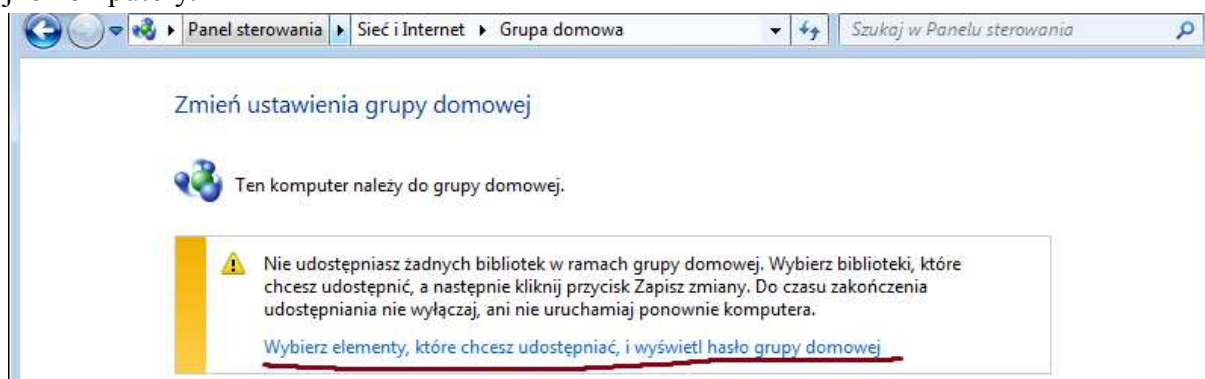 Panel sterowania Sieć i Internet Grupa domowa Szukaj w Panelu sterowania
Zmień ustawienia grupy domowej
Ten komputer należy do grupy domowej.
Nie udostępniasz żadnych bibliotek w ramach grupy domowej. Wybierz biblioteki, które
chcesz udostępnić, a następnie kliknij przycisk Zapisz zmiany. Do czasu zakończenia
udostępniania nie wyłączaj, ani nie uruchamiaj ponownie komputera.
Wybierz elementy, które chcesz udostępniać, i wyświetl hasło grupy domowej